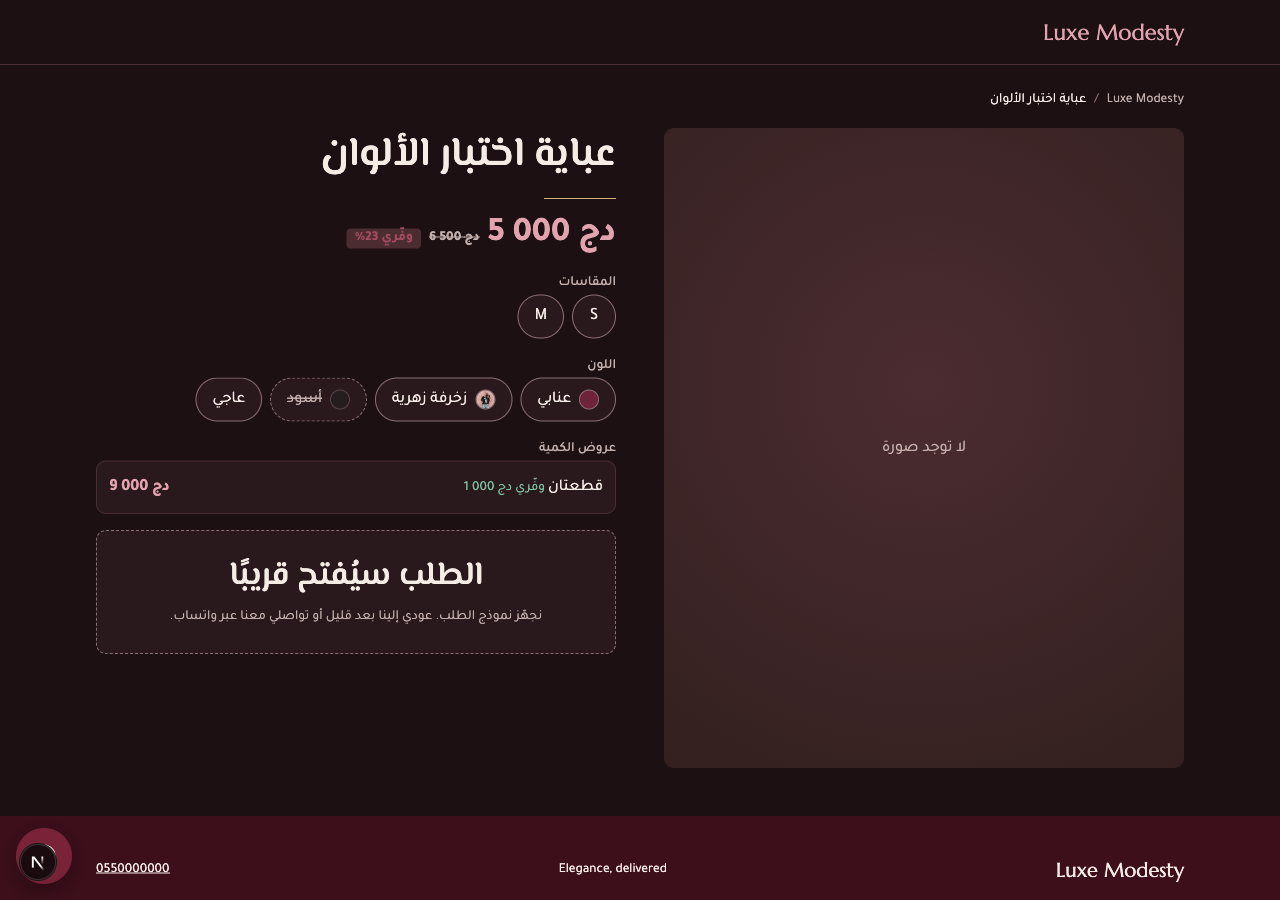 Luxe Modesty
Luxe Modesty / عباية اختبار الألوان
عباية اختبار الألوان
5 000 دج 6 500 دج وفّري 23%
المقاسات
S M
اللون
عنابي زخرفة زهرية أسود عاجي
لا توجد صورة
عروض الكمية
قطعتان وفّري 1 000 دج 9 000 دج
الطلب سيُفتح قريبًا
نجهّز نموذج الطلب. عودي إلينا بعد قليل أو تواصلي معنا عبر واتساب.
Luxe Modesty Elegance, delivered 0550000000
N